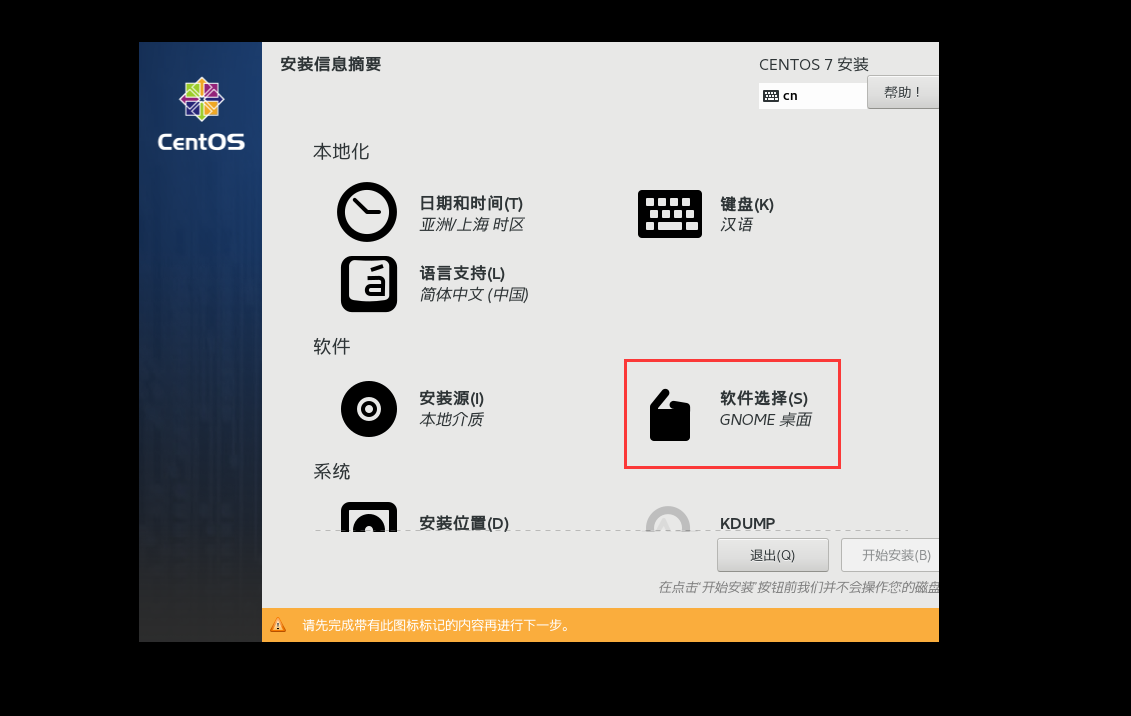 安装信息摘要
CENTOS 7 安装
cn
帮助！
CentOS
本地化
日期和时间(T)
亚洲/上海 时区
键盘(K)
汉语
语言支持(L)
简体中文 (中国)
软件
安装源(I)
本地介质
软件选择(S)
GNOME 桌面
系统
安装位置(D)
KDUMP
退出(Q)
开始安装(B)
在点击“开始安装”按钮前我们并不会操作您的磁盘
请先完成带有此图标标记的内容再进行下一步。